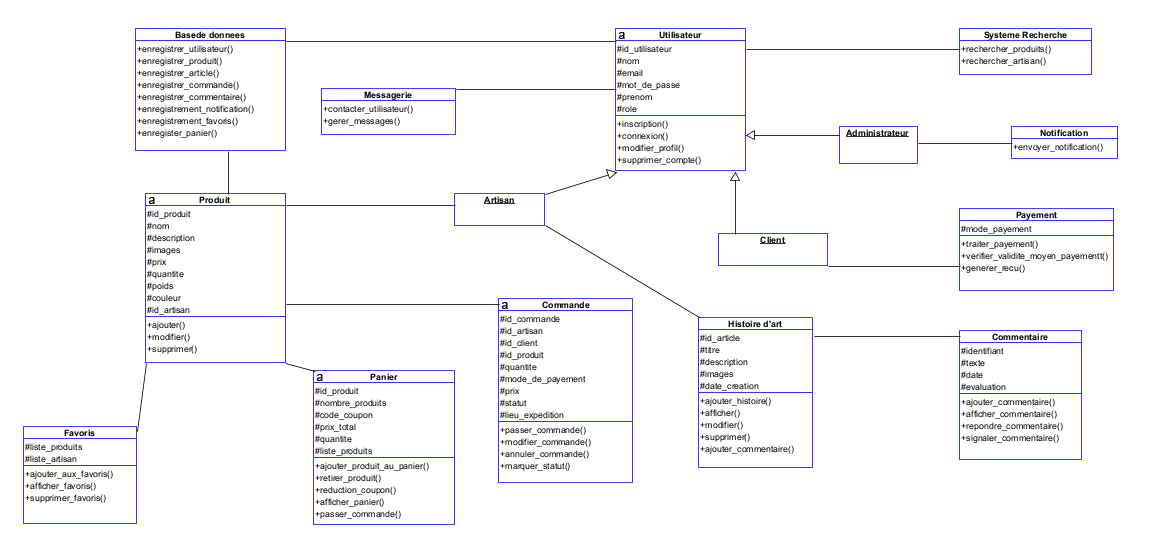 Basede donnees
+enregistrer_utilisateur()
+enregistrer_produit()
+enregistrer_article()
+enregistrer_commande()
+enregistrer_commentaire()
+enregistrement_notification()
+enregistrement_favoris()
+enregister_panier()
a Utilisateur
#id_utilisateur
#nom
#email
#mot_de_passe
#prenom
#role
+inscription()
+connexion()
+modifier_profil()
+supprimer_compte()
Systeme Recherche
+rechercher_produits()
+rechercher_artisan()
Messagerie
+contacter_utilisateur()
+gerer_messages()
Administrateur
Notification
+envoyer_notification()
a Produit
#id_produit
#nom
#description
#images
#prix
#quantite
#poids
#couleur
#id_artisan
+ajouter()
+modifier()
+supprimer()
Artisan
Client
Payement
#mode_payement
+traiter_payement()
+verifier_validite_moyen_payementt()
+generer_recu()
a Commande
#id_commande
#id_artisan
#id_client
#id_produit
#quantite
#mode_de_payement
#prix
#statut
#lieu_expedition
+passer_commande()
+modifier_commande()
+annuler_commande()
+marquer_statut()
Histoire d'art
#id_article
#titre
#description
#images
#date_creation
+ajouter_histoire()
+afficher()
+modifier()
+supprimer()
+ajouter_commentaire()
Commentaire
#identifiant
#texte
#date
#evaluation
+ajouter_commentaire()
+afficher_commentaire()
+repondre_commentaire()
+signaler_commentaire()
a Panier
#id_produit
#nombre_produits
#code_coupon
#prix_total
#quantite
#liste_produits
+ajouter_produit_au_panier()
+retirer_produit()
+reduction_coupon()
+afficher_panier()
+passer_commande()
Favoris
#liste_produits
#liste_artisan
+ajouter_aux_favoris()
+afficher_favoris()
+supprimer_favoris()